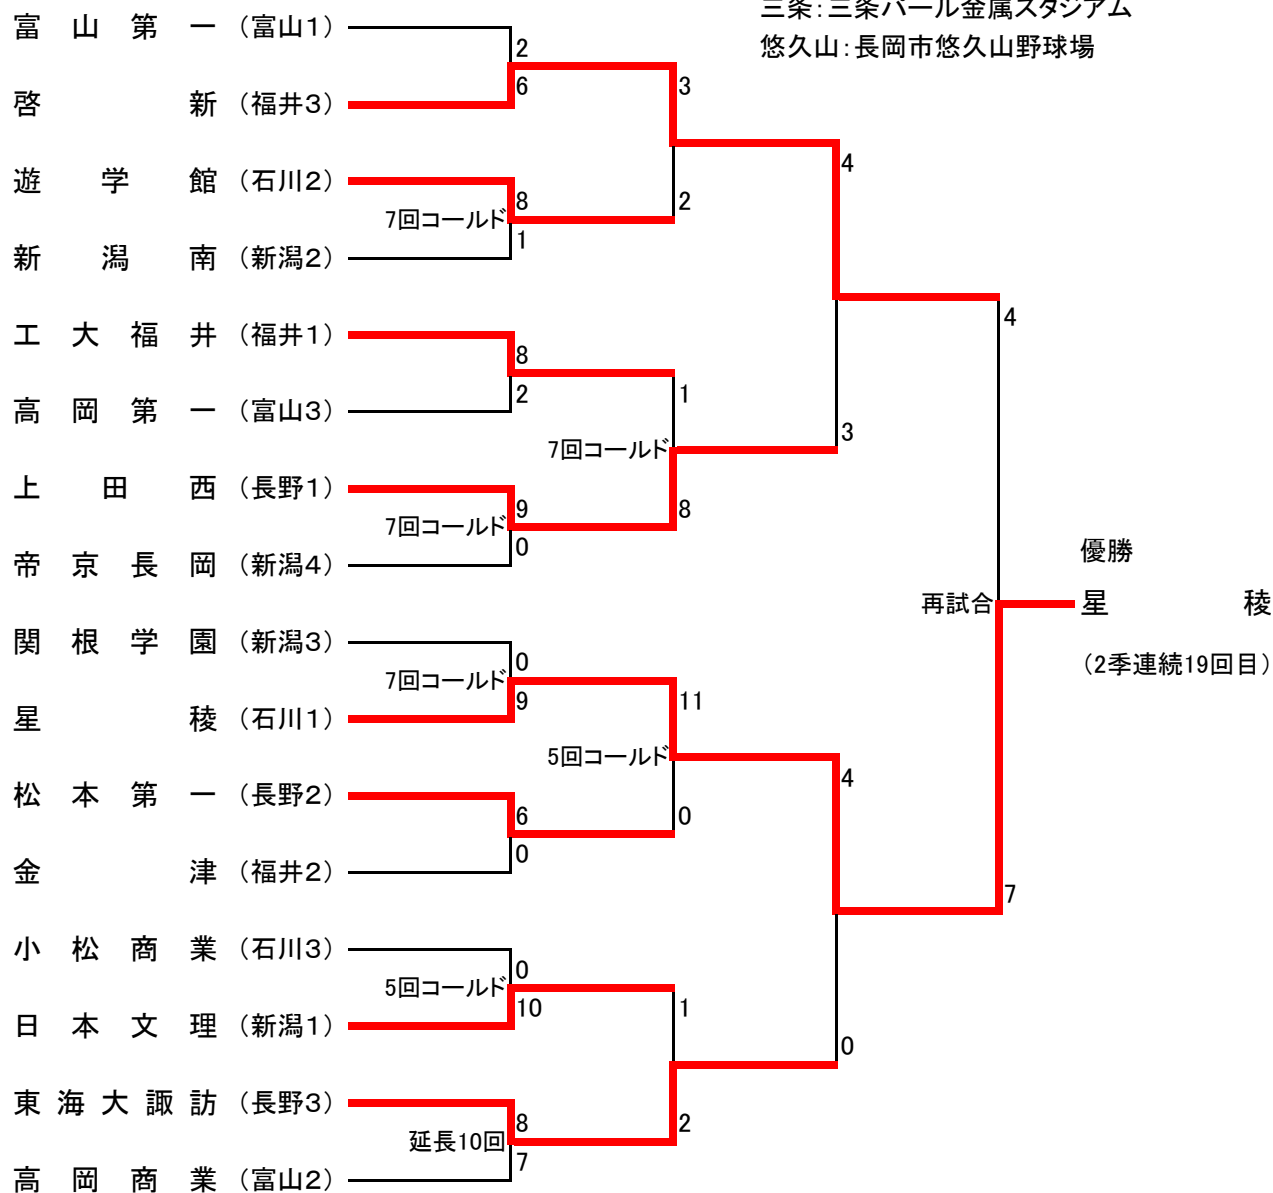 三条：三条パール金属スタジアム
悠久山：長岡市悠久山野球場
富山第一（富山1）
2
6
啓新（福井3）
3
4
遊学館（石川2）
8
7回コールド
1
2
新潟南（新潟2）
4
工大福井（福井1）
8
2
1
高岡第一（富山3）
3
7回コールド
上田西（長野1）
9
7回コールド
0
8
帝京長岡（新潟4）
優勝
再試合
星稜
（2季連続19回目）
関根学園（新潟3）
0
7回コールド
9
11
星稜（石川1）
5回コールド
4
松本第一（長野2）
6
0
0
金津（福井2）
7
小松商業（石川3）
0
5回コールド
10
1
日本文理（新潟1）
0
東海大諏訪（長野3）
8
延長10回
7
2
高岡商業（富山2）